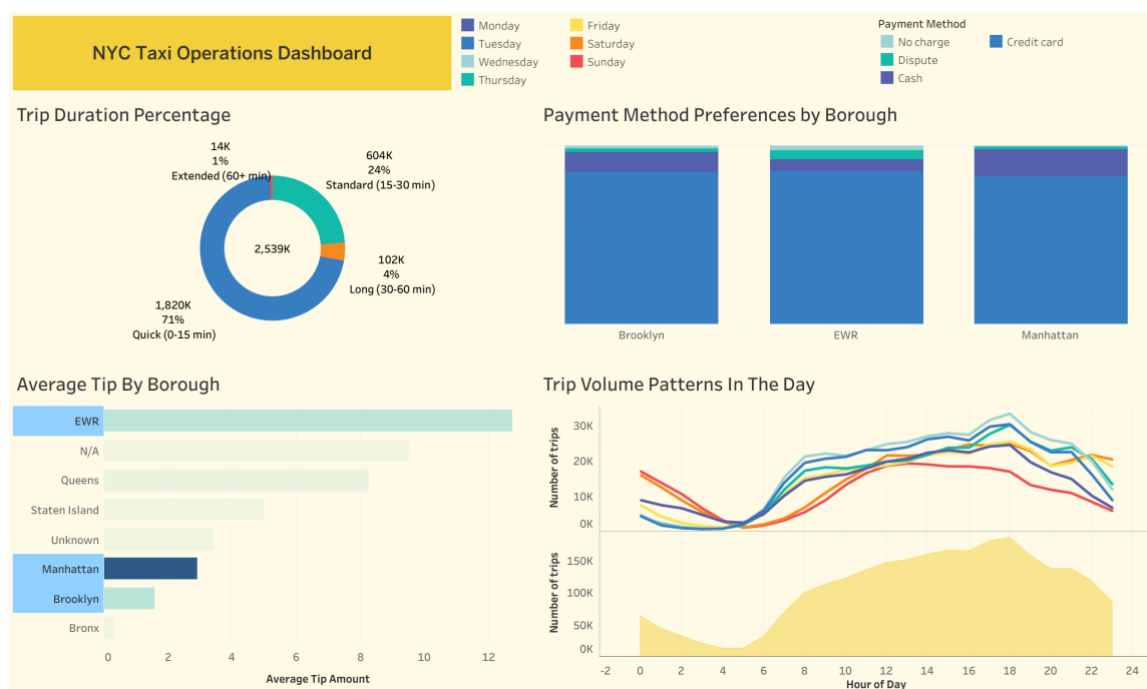 NYC Taxi Operations Dashboard
Monday
Tuesday
Wednesday
Thursday
Friday
Saturday
Sunday
Payment Method
No charge
Dispute
Cash
Credit card
Trip Duration Percentage
14K
1%
Extended (60+ min)
604K
24%
Standard (15-30 min)
2,539K
102K
4%
Long (30-60 min)
1,820K
71%
Quick (0-15 min)
Payment Method Preferences by Borough
Brooklyn
EWR
Manhattan
Average Tip By Borough
EWR
N/A
Queens
Staten Island
Unknown
Manhattan
Brooklyn
Bronx
0 2 4 6 8 10 12
Average Tip Amount
Trip Volume Patterns In The Day
Number of trips
30K
20K
10K
0K
Number of trips
150K
100K
50K
0K
-2 0 2 4 6 8 10 12 14 16 18 20 22 24
Hour of Day